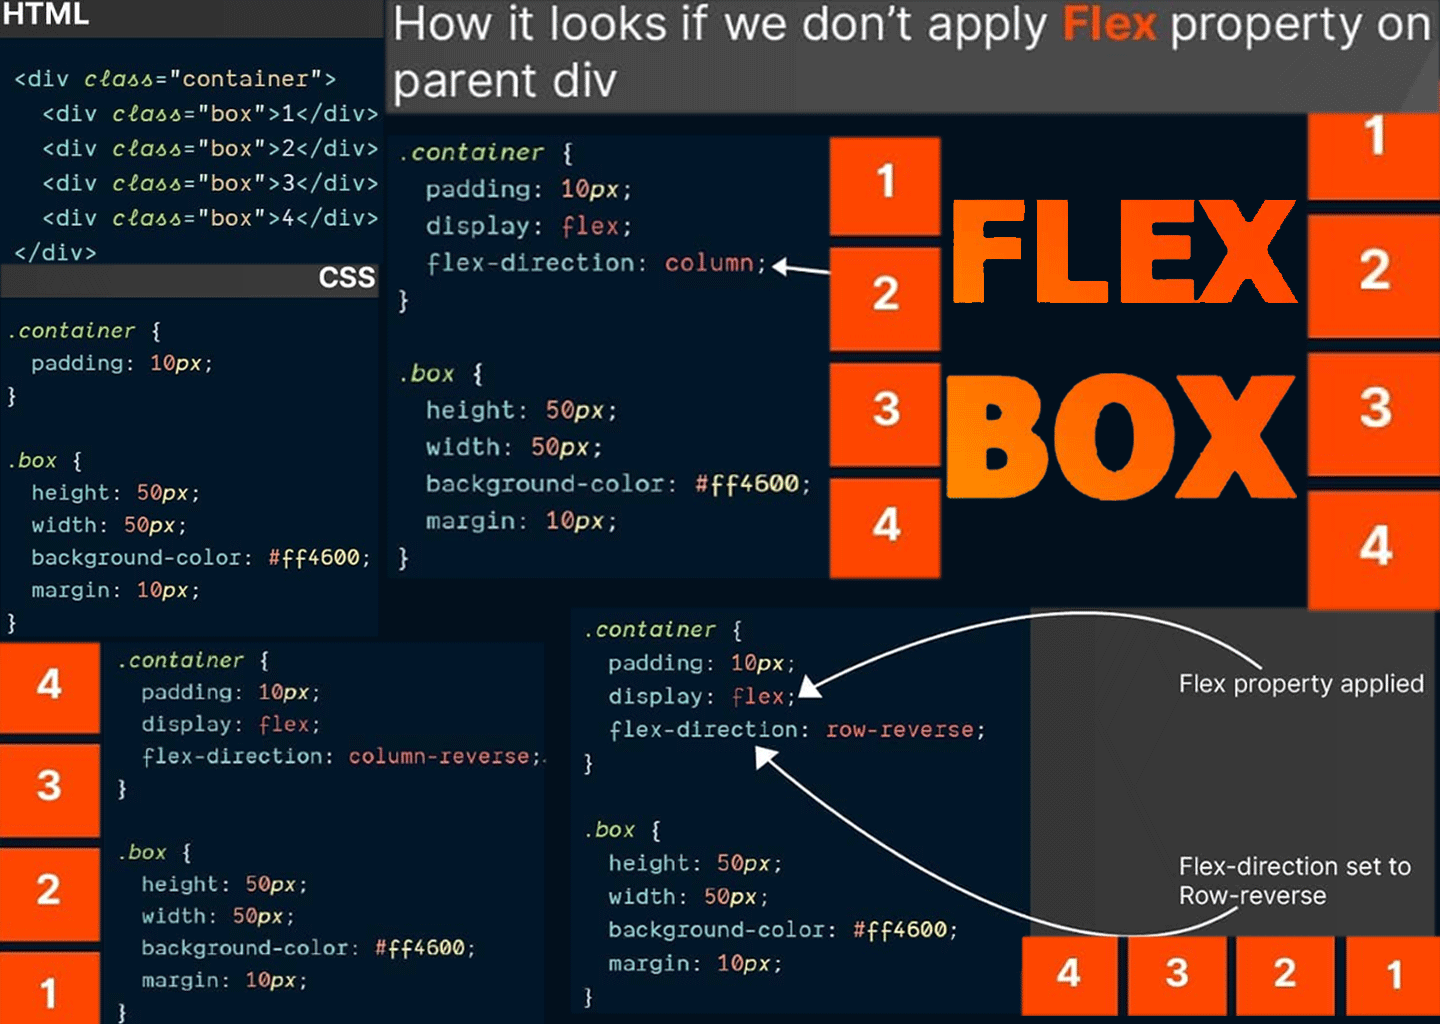 HTML
<div class="container">
<div class="box">1</div>
<div class="box">2</div>
<div class="box">3</div>
<div class="box">4</div>
</div>
CSS
.container {
padding: 10px;
}
.box {
height: 50px;
width: 50px;
background-color: #ff4600;
margin: 10px;
}
How it looks if we don't apply Flex property on
parent div
.container {
padding: 10px;
display: flex;
flex-direction: column;
}
.box {
height: 50px;
width: 50px;
background-color: #ff4600;
margin: 10px;
}
1
2
3
4
FLEX
BOX
1
2
3
4
4
3
2
1
.container {
padding: 10px;
display: flex;
flex-direction: column-reverse;
}
.box {
height: 50px;
width: 50px;
background-color: #ff4600;
margin: 10px;
}
.container {
padding: 10px;
display: flex;
flex-direction: row-reverse;
}
.box {
height: 50px;
width: 50px;
background-color: #ff4600;
margin: 10px;
}
Flex property applied
Flex-direction set to
Row-reverse
4 3 2 1